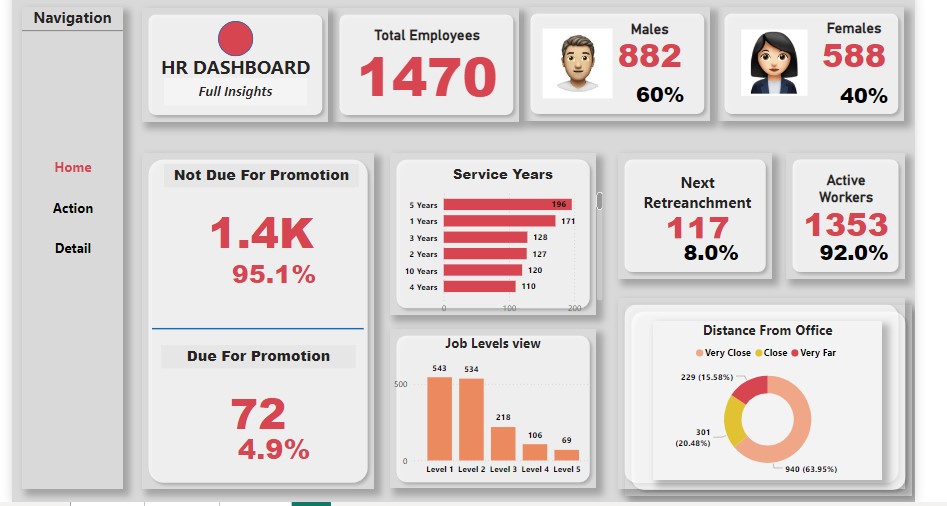 Navigation
Home
Action
Detail
HR DASHBOARD
Full Insights
Total Employees
1470
Males
882
60%
Females
588
40%
Not Due For Promotion
1.4K
95.1%
Due For Promotion
72
4.9%
Service Years
5 Years 196
1 Years 171
3 Years 128
2 Years 127
10 Years 120
4 Years 110
0 100 200
Job Levels view
543 534 218 106 69
500
0
Level 1 Level 2 Level 3 Level 4 Level 5
Next
Retreanchment
117
8.0%
Active
Workers
1353
92.0%
Distance From Office
Very Close Close Very Far
229 (15.58%)
301
(20.48%)
940 (63.95%)